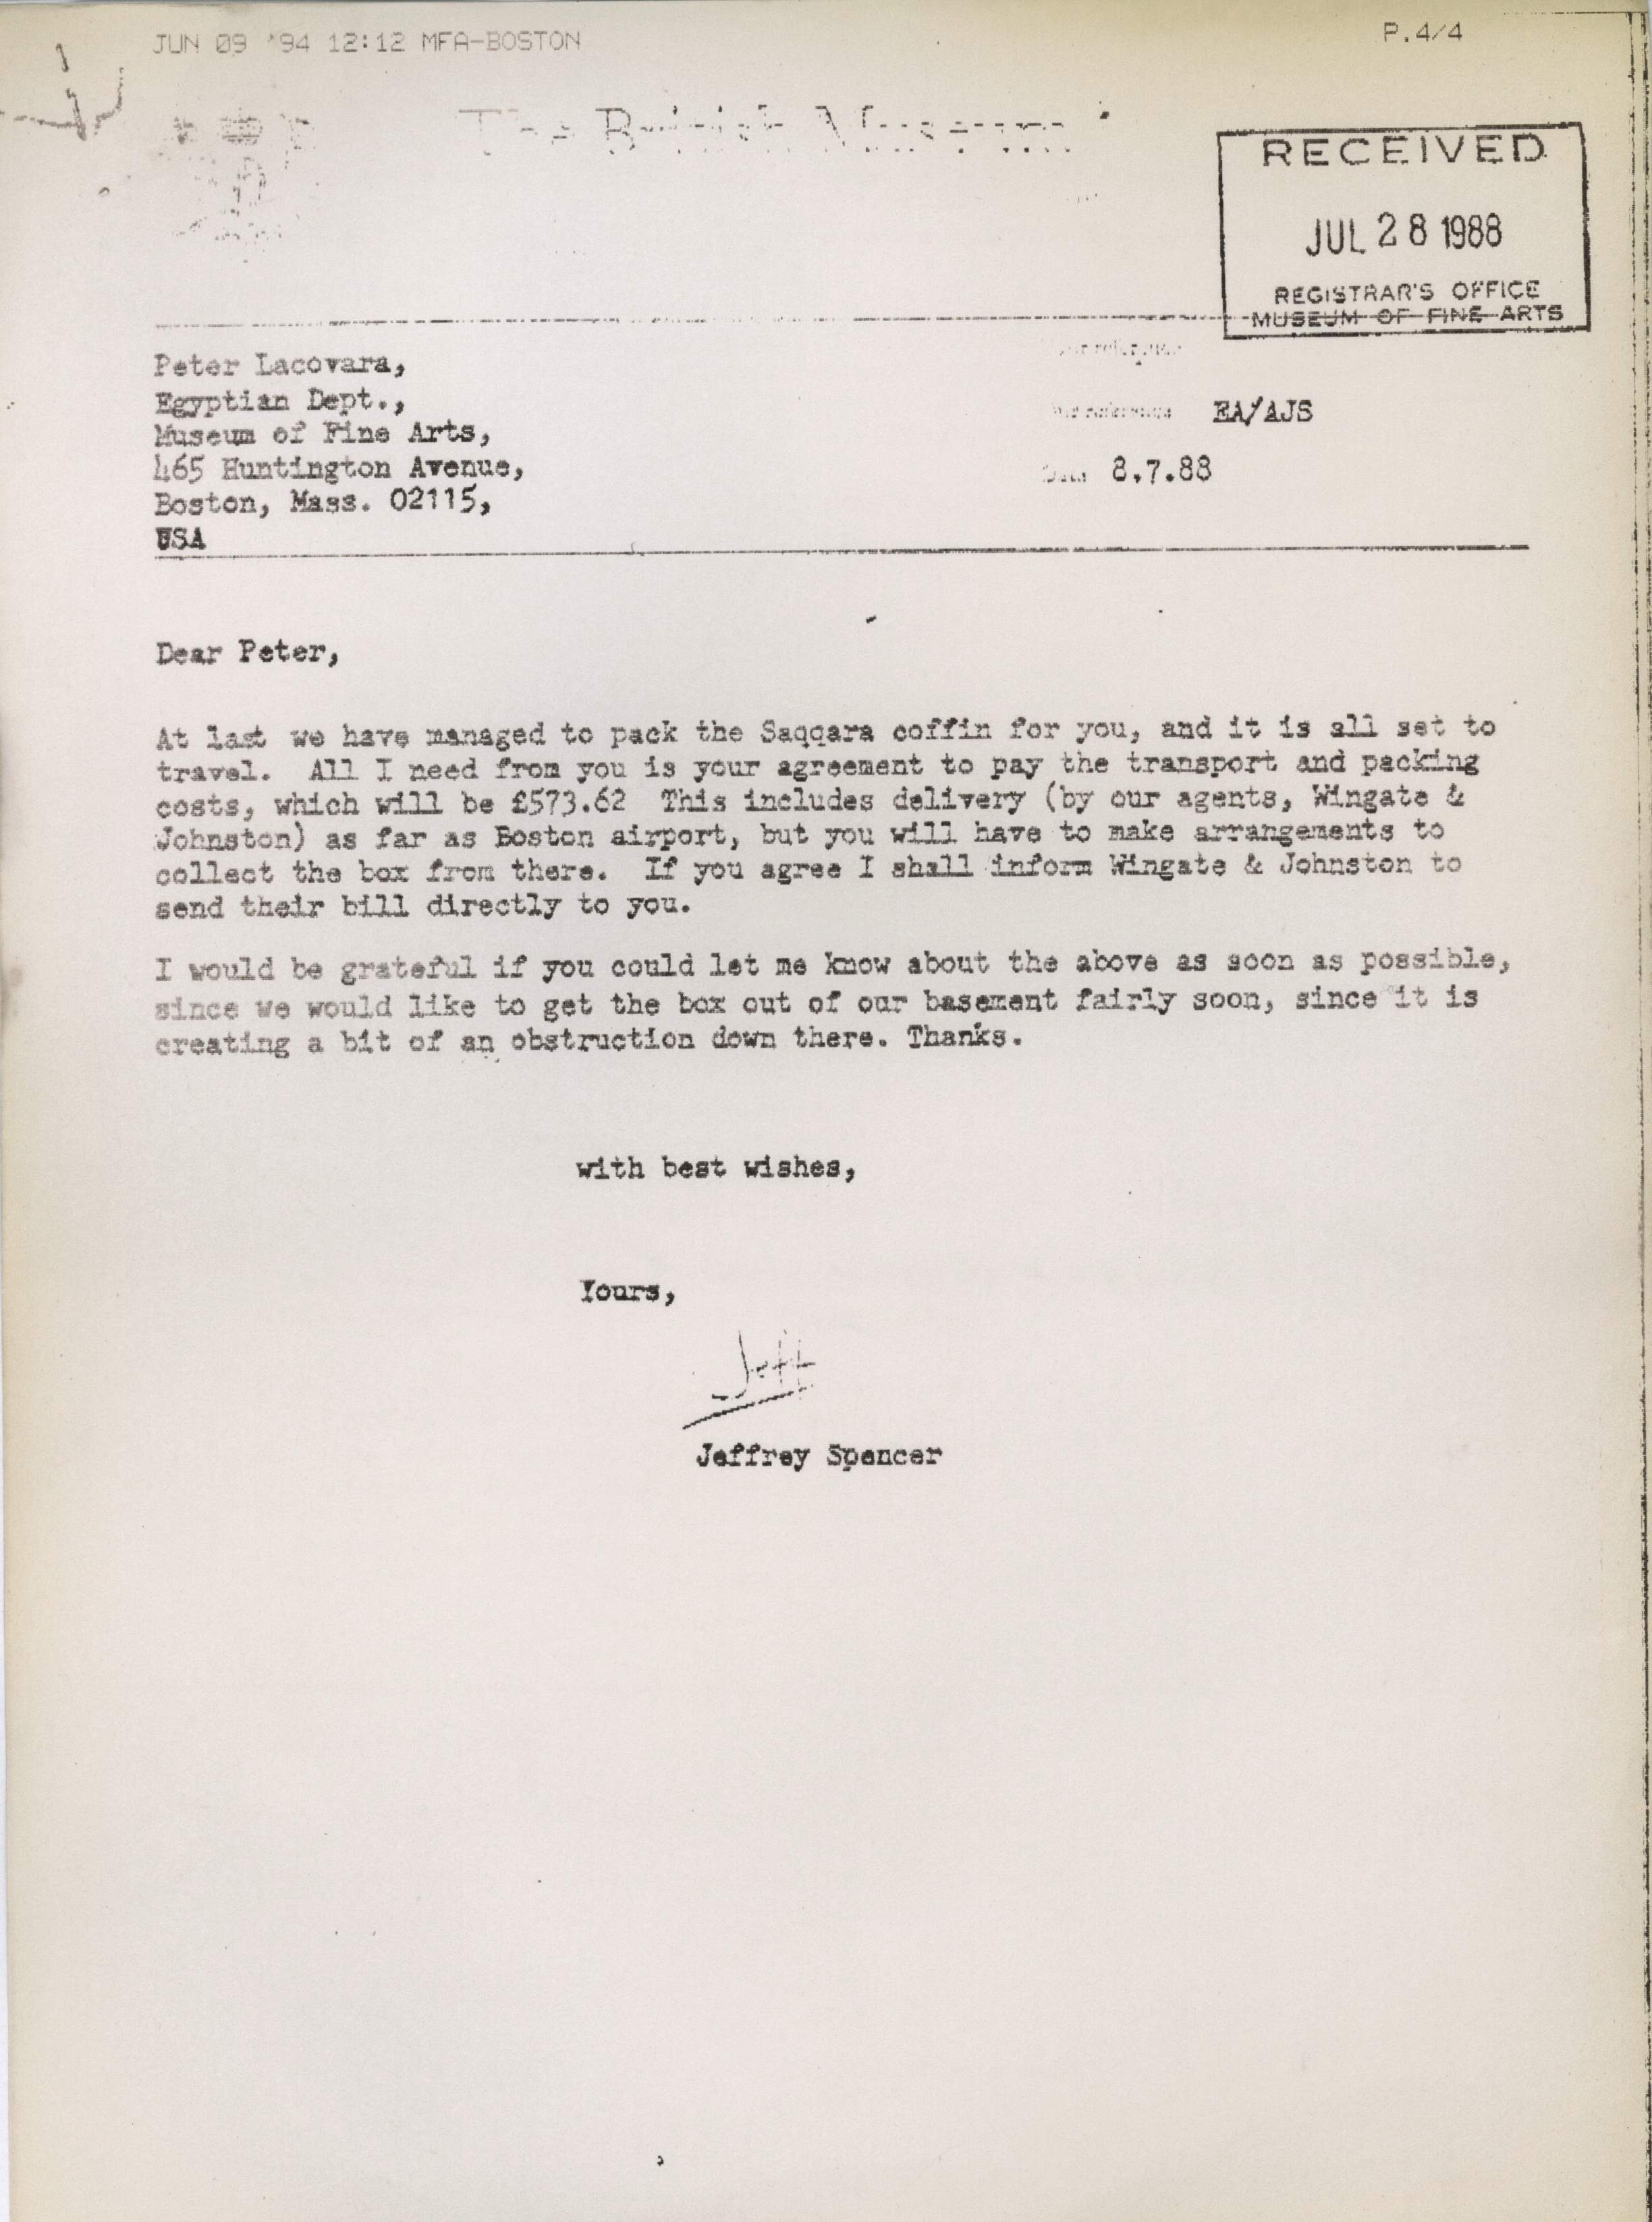 JUN 09 '94 12:12 MFA-BOSTON P.4/4
The British Museum
RECEIVED
JUL 28 1988
REGISTRAR'S OFFICE
MUSEUM OF FINE ARTS
Peter Lacovara,
Egyptian Dept.,
Museum of Fine Arts,
465 Huntington Avenue,
Boston, Mass. 02115,
USA
EA/AJS
Date 8.7.88
Dear Peter,
At last we have managed to pack the Saqqara coffin for you, and it is all set to
travel. All I need from you is your agreement to pay the transport and packing
costs, which will be £573.62 This includes delivery (by our agents, Wingate &
Johnston) as far as Boston airport, but you will have to make arrangements to
collect the box from there. If you agree I shall inform Wingate & Johnston to
send their bill directly to you.
I would be grateful if you could let me know about the above as soon as possible,
since we would like to get the box out of our basement fairly soon, since it is
creating a bit of an obstruction down there. Thanks.
with best wishes,
Yours,
Jeff
Jeffrey Spencer